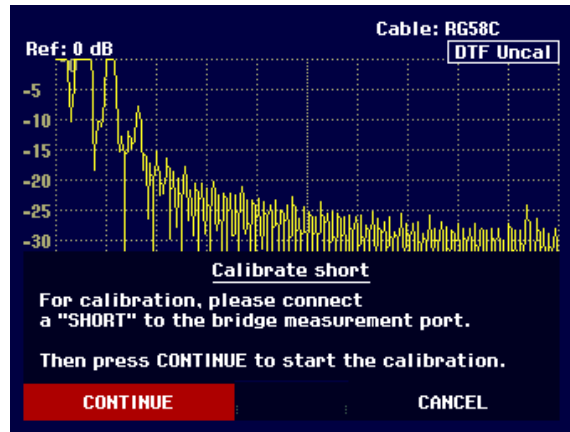 Cable: RG58C
Ref: 0 dB
DTF Uncal
-5
-10
-15
-20
-25
-30
Calibrate short
For calibration, please connect
a "SHORT" to the bridge measurement port.
Then press CONTINUE to start the calibration.
CONTINUE
CANCEL